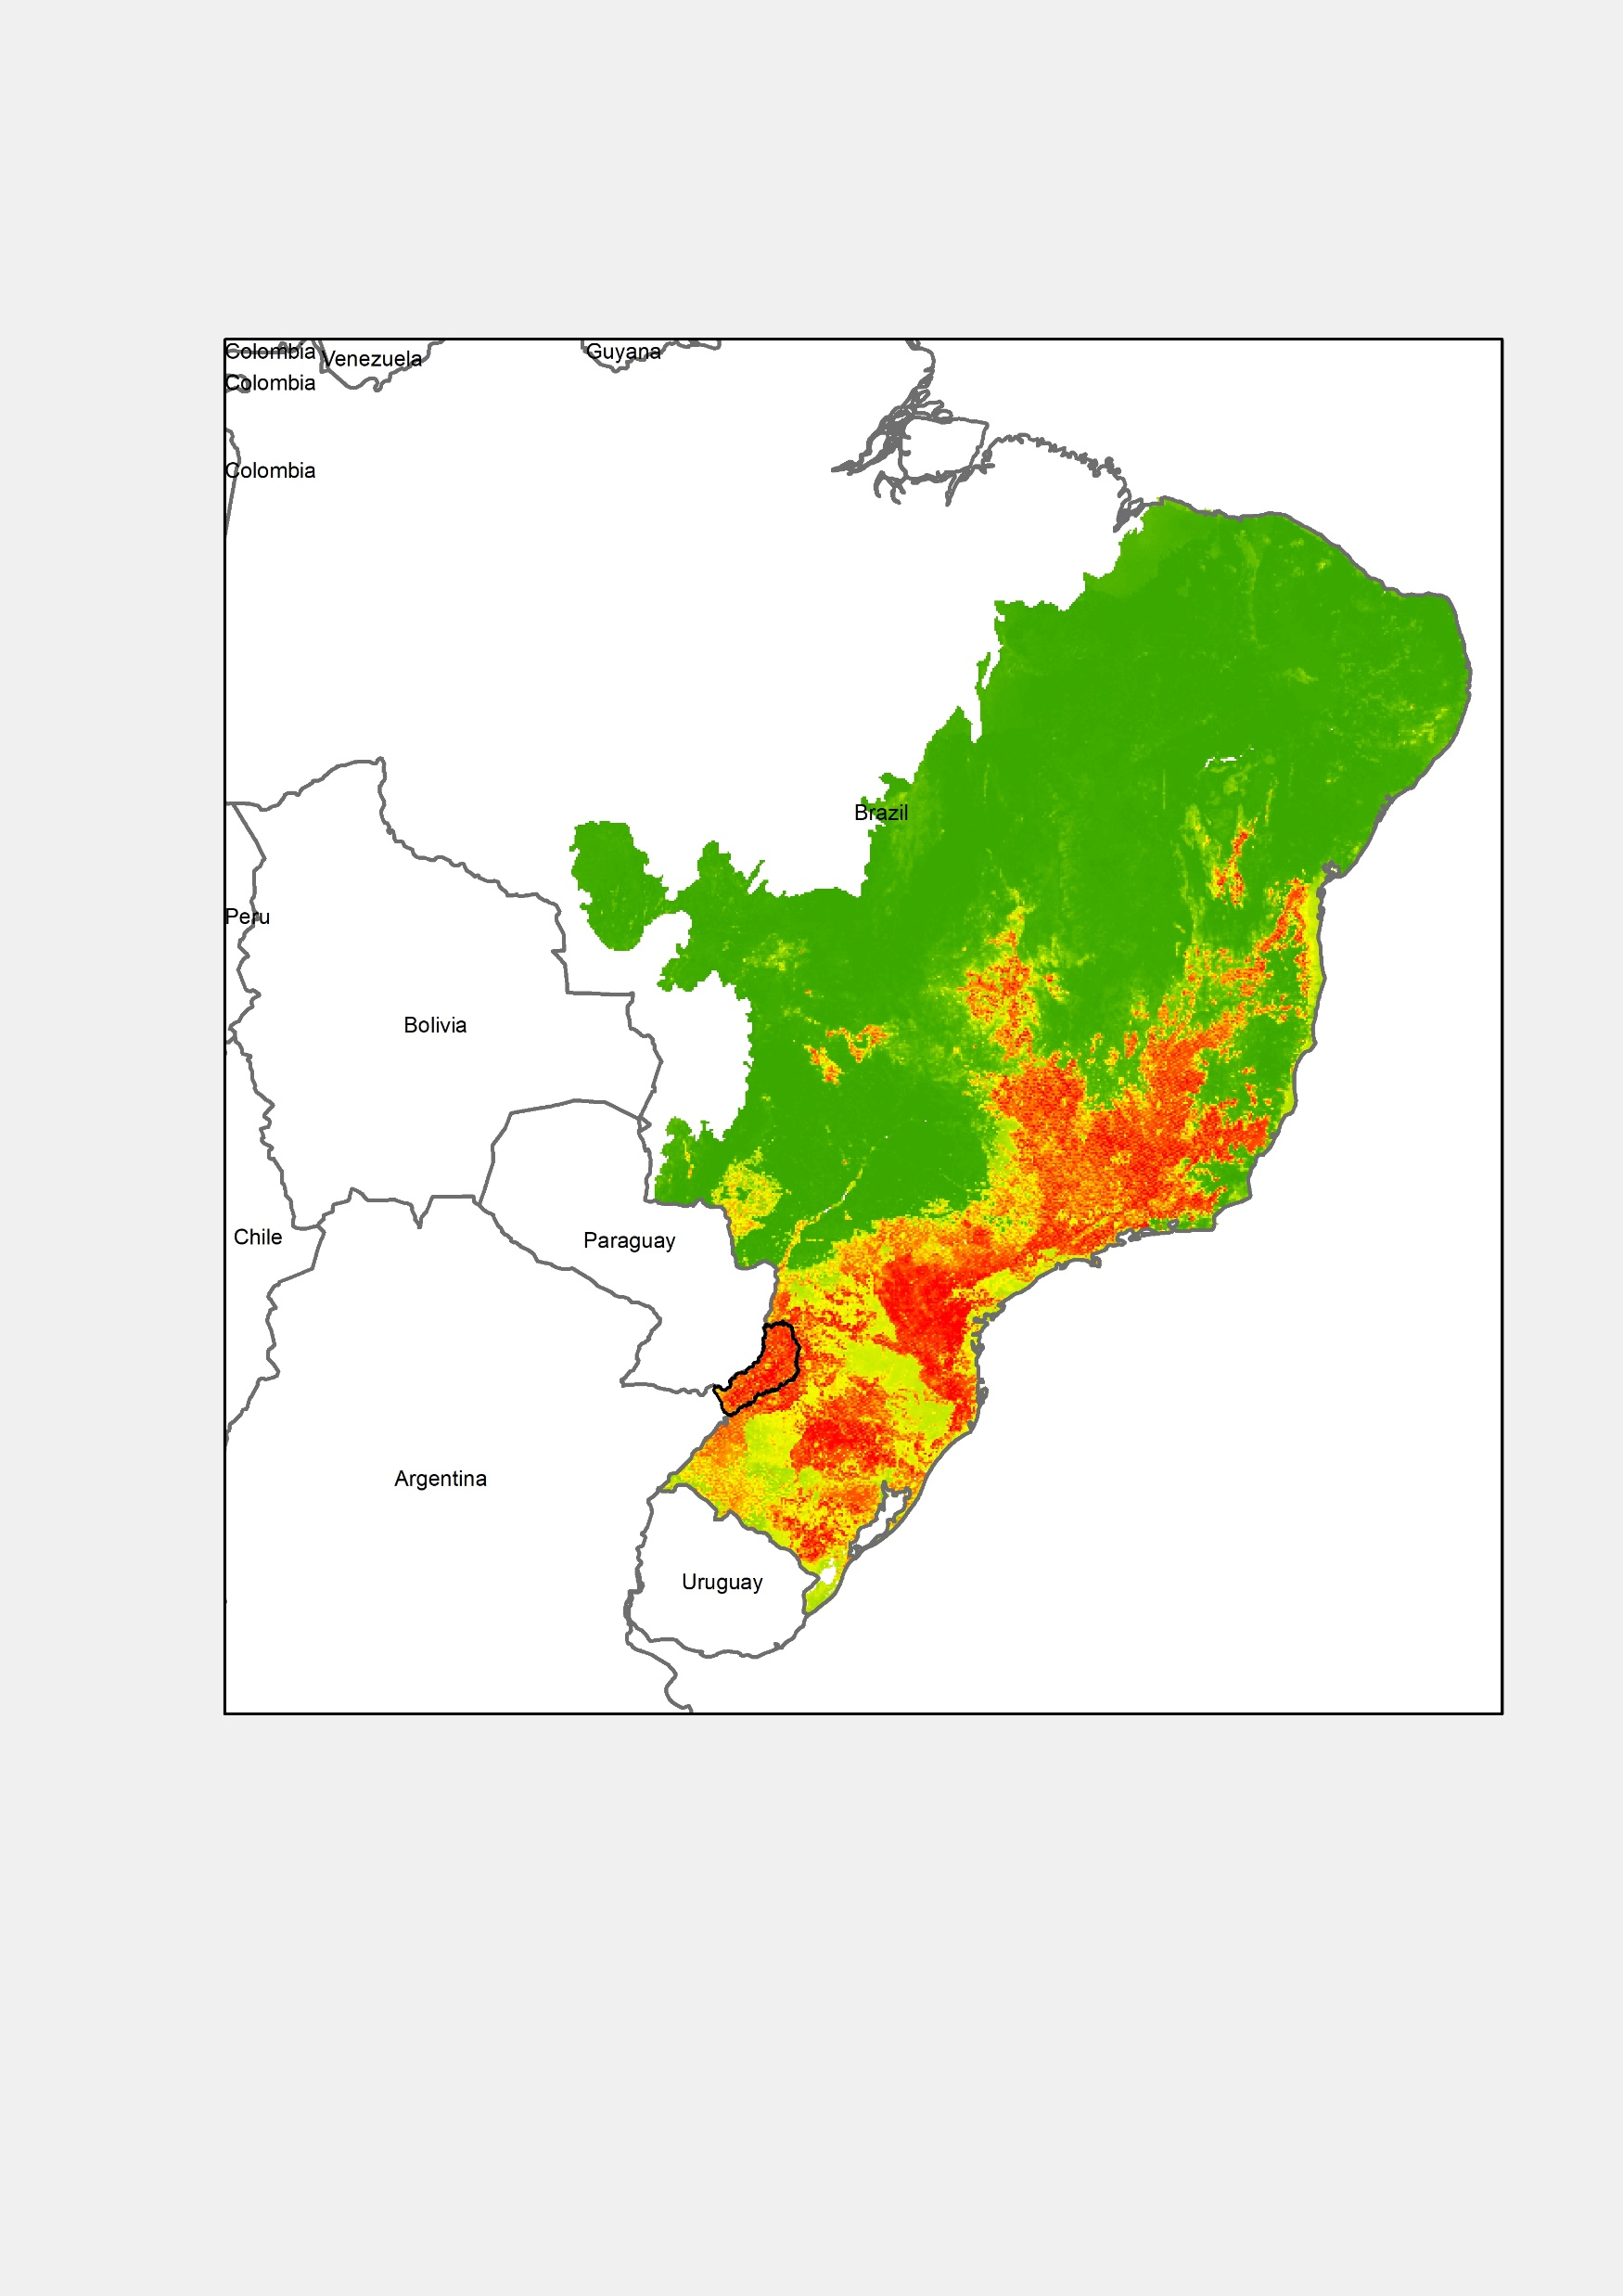 Colombia
Venezuela
Guyana
Colombia
Colombia
Brazil
Peru
Bolivia
Chile
Paraguay
Argentina
Uruguay